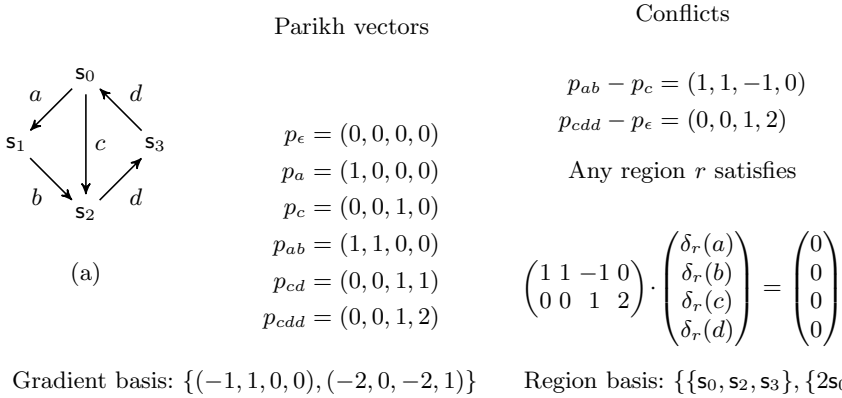 Parikh vectors
Conflicts
s₀
a
d
s₁
c
s₃
b
d
s₂
(a)
p_ϵ = (0, 0, 0, 0)
p_a = (1, 0, 0, 0)
p_c = (0, 0, 1, 0)
p_ab = (1, 1, 0, 0)
p_cd = (0, 0, 1, 1)
p_cdd = (0, 0, 1, 2)
p_ab − p_c = (1, 1, −1, 0)
p_cdd − p_ϵ = (0, 0, 1, 2)
Any region r satisfies
(1 1 −1 0
0 0 1 2) · (δ_r(a)
δ_r(b)
δ_r(c)
δ_r(d)) = (0
0
0
0)
Gradient basis: {(−1, 1, 0, 0), (−2, 0, −2, 1)}
Region basis: {{s₀, s₂, s₃}, {2s₀